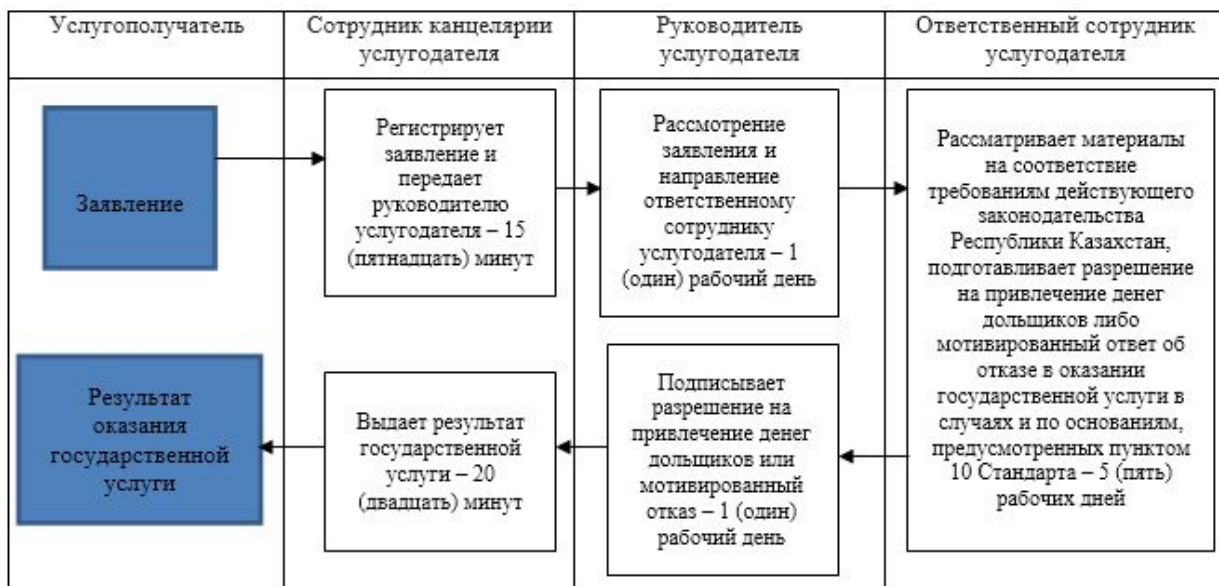 Услугополучатель
Сотрудник канцелярии
услугодателя
Руководитель
услугодателя
Ответственный сотрудник
услугодателя
Заявление
Регистрирует
заявление и
передает
руководителю
услугодателя – 15
(пятнадцать) минут
Рассмотрение
заявления и
направление
ответственному
сотруднику
услугодателя – 1
(один) рабочий день
Рассматривает материалы
на соответствие
требованиям действующего
законодательства
Республики Казахстан,
подготавливает разрешение
на привлечение денег
дольщиков либо
мотивированный ответ об
отказе в оказании
государственной услуги в
случаях и по основаниям,
предусмотренных пунктом
10 Стандарта – 5 (пять)
рабочих дней
Подписывает
разрешение на
привлечение денег
дольщиков или
мотивированный
отказ – 1 (один)
рабочий день
Выдает результат
государственной
услуги – 20
(двадцать) минут
Результат
оказания
государственной
услуги